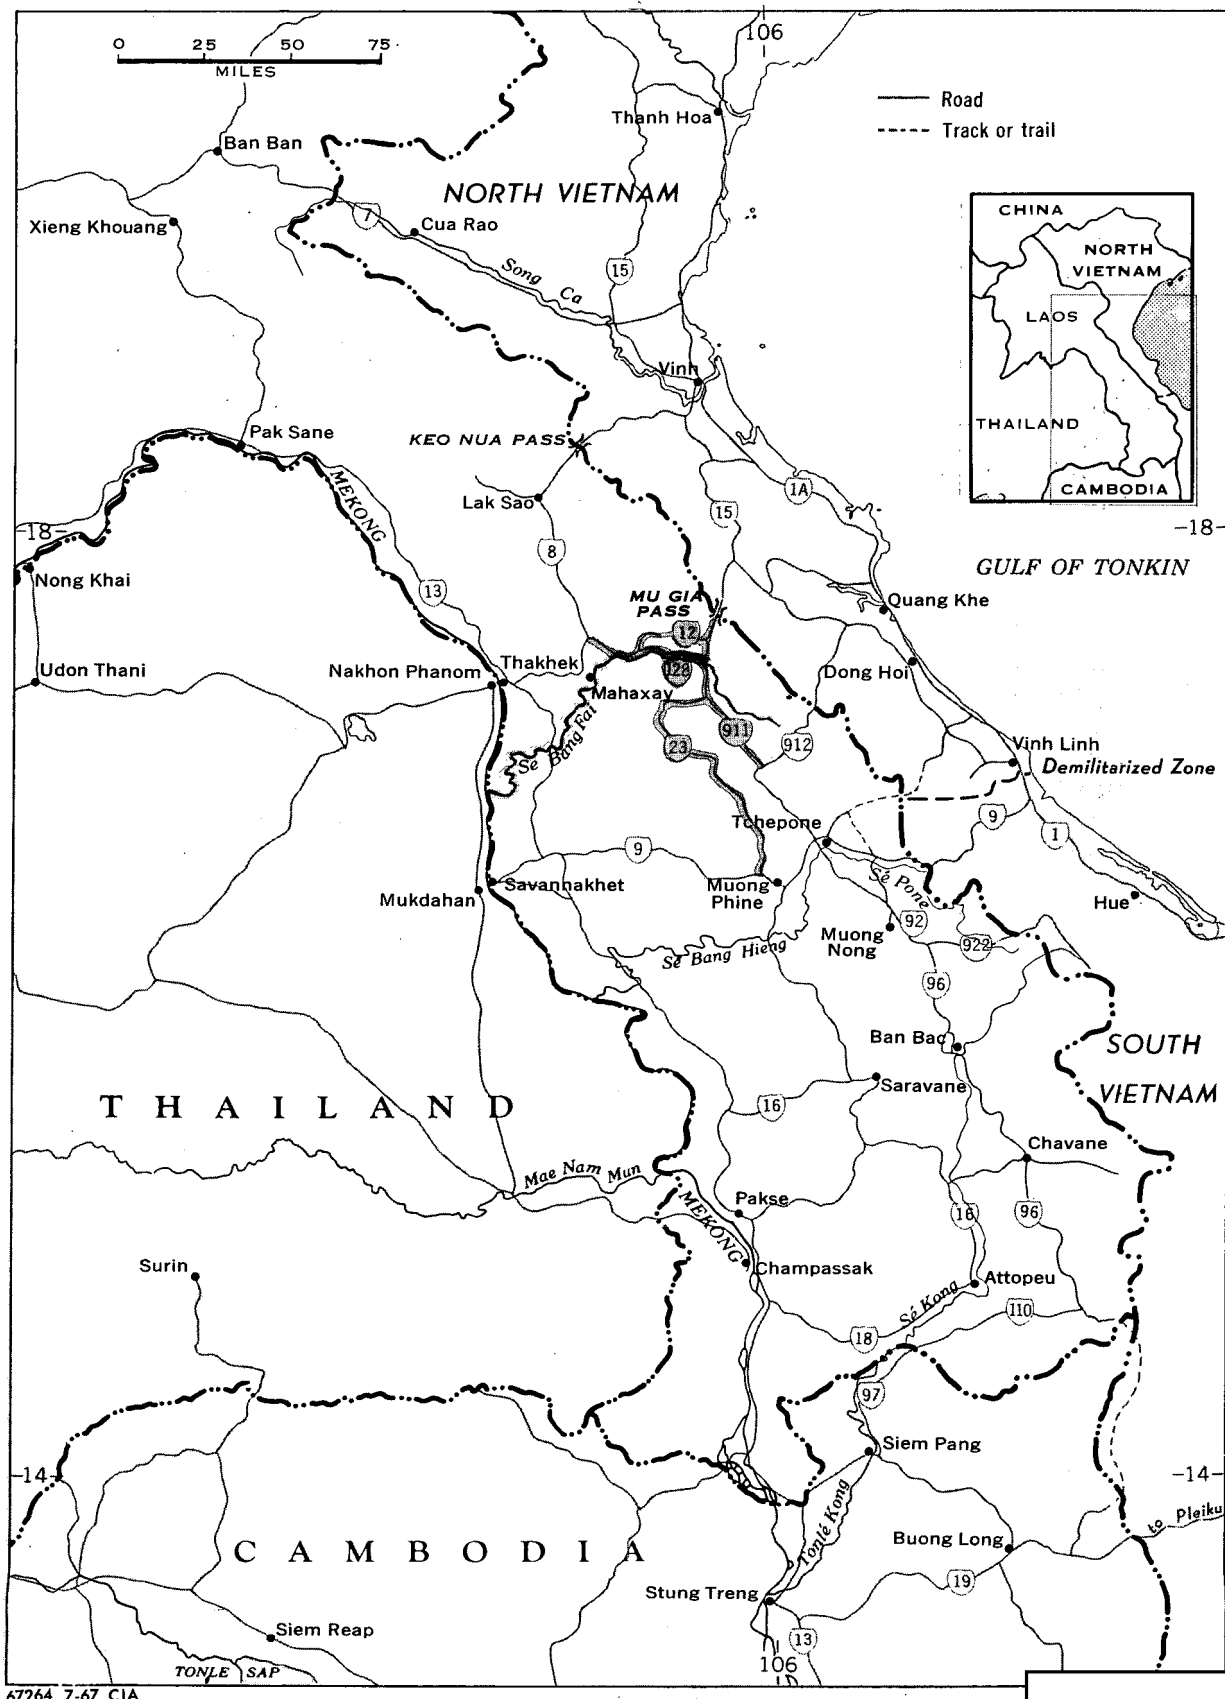 106
0 25 50 75
MILES
Road
Track or trail
Thanh Hoa
Ban Ban
NORTH VIETNAM
CHINA
NORTH
VIETNAM
LAOS
THAILAND
CAMBODIA
Xieng Khouang
7
Cua Rao
15
Song Ca
Vinh
Pak Sane
KEO NUA PASS
MEKONG
Lak Sao
1A
15
18
18
8
GULF OF TONKIN
Nong Khai
13
MU GIA
PASS
Quang Khe
12
128
Udon Thani
Nakhon Phanom
Thakhek
Mahaxay
Dong Hoi
Se Bang Fai
23
911
912
Vinh Linh
Demilitarized Zone
Tchepone
9
1
9
Savannakhet
Mukdahan
Muong
Phine
Sé Pone
Hue
92
Muong
Nong
922
Sé Bang Hieng
96
Ban Bac
SOUTH
VIETNAM
Saravane
THAILAND
16
Chavane
Mae Nam Mun
MEKONG
Pakse
16
96
Surin
Champassak
Attopeu
Sé Kong
110
18
97
Siem Pang
14
14
to Pleiku
Tonlé Kong
Buong Long
CAMBODIA
19
Stung Treng
Siem Reap
13
TONLE SAP
106
67264 7-67 CIA